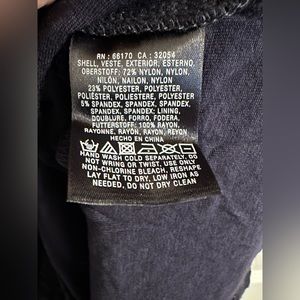 RN : 66170 CA : 32054
SHELL, VESTE, EXTERIOR, ESTERNO,
OBERSTOFF: 72% NYLON, NYLON,
NILÓN, NAILON, NYLON
23% POLYESTER, POLYESTER,
POLIÉSTER, POLIESTERE, POLYESTER
5% SPANDEX, SPANDEX, SPANDEX,
SPANDEX, SPANDEX; LINING,
DOUBLURE, FORRO, FODERA,
FUTTERSTOFF: 100% RAYON,
RAYONNE, RAYÓN, RAYON, RAYON
HECHO EN CHINA
HAND WASH COLD SEPARATELY, DO
NOT WRING OR TWIST, USE ONLY
NON-CHLORINE BLEACH, RESHAPE
LAY FLAT TO DRY, LOW IRON AS
NEEDED, DO NOT DRY CLEAN